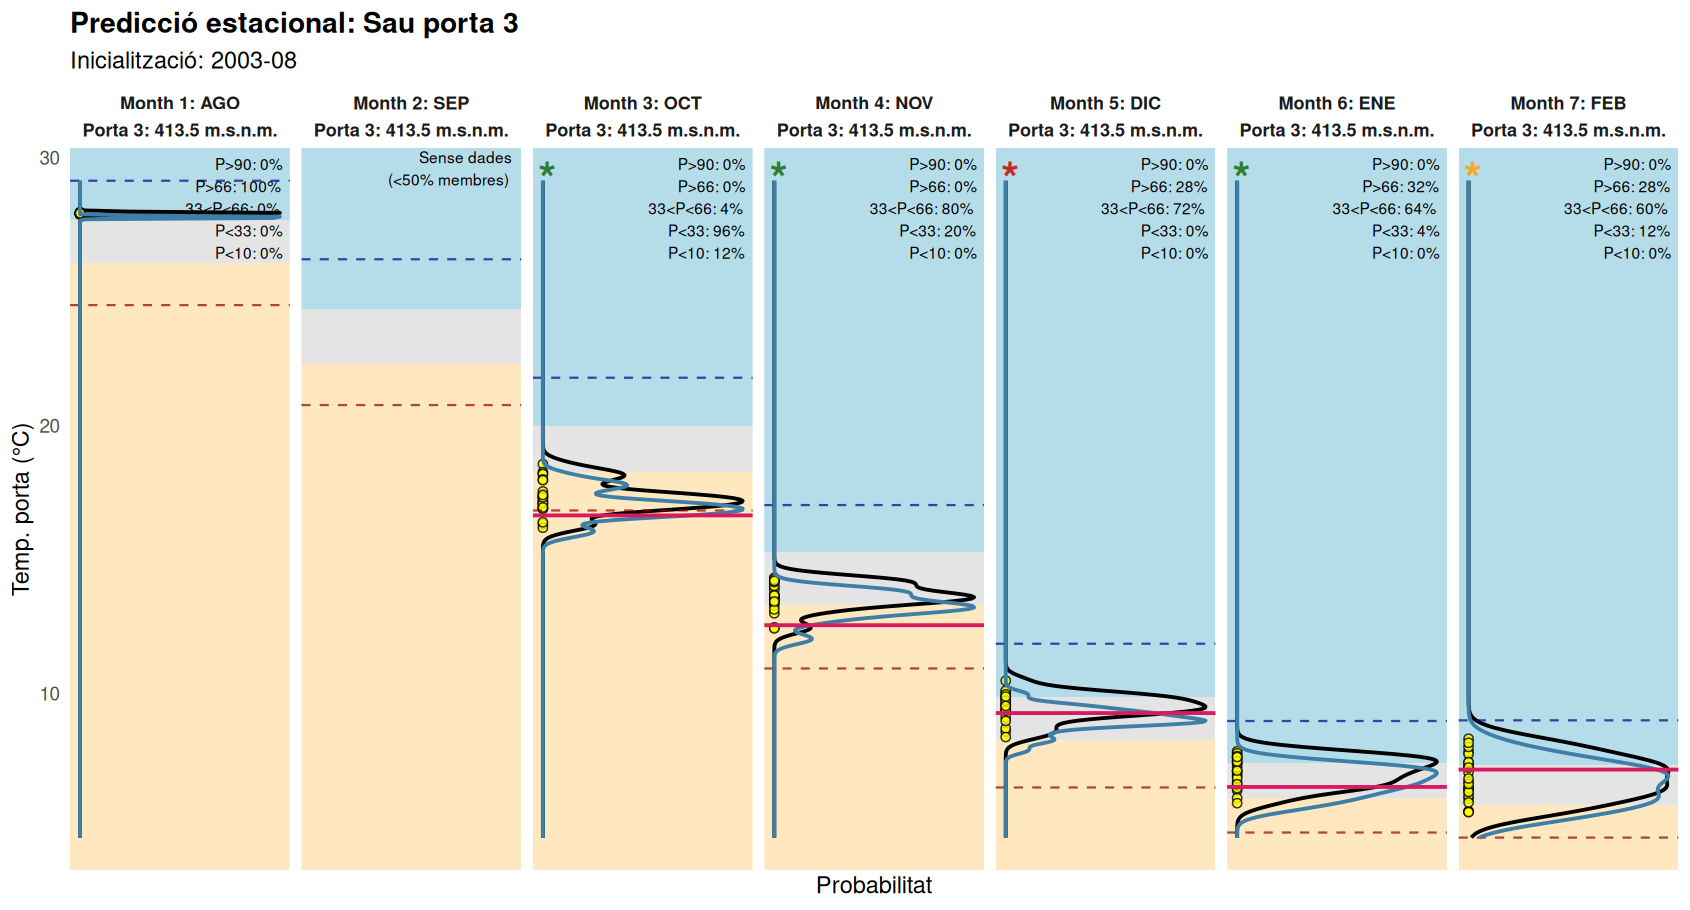 Predicció estacional: Sau porta 3
Inicialització: 2003-08
Month 1: AGO
Porta 3: 413.5 m.s.n.m.
Month 2: SEP
Porta 3: 413.5 m.s.n.m.
Month 3: OCT
Porta 3: 413.5 m.s.n.m.
Month 4: NOV
Porta 3: 413.5 m.s.n.m.
Month 5: DIC
Porta 3: 413.5 m.s.n.m.
Month 6: ENE
Porta 3: 413.5 m.s.n.m.
Month 7: FEB
Porta 3: 413.5 m.s.n.m.
Temp. porta (°C)
30
20
10
P>90: 0%
P>66: 100%
33<P<66: 0%
P<33: 0%
P<10: 0%
Sense dades
(<50% membres)
*
P>90: 0%
P>66: 0%
33<P<66: 4%
P<33: 96%
P<10: 12%
*
P>90: 0%
P>66: 0%
33<P<66: 80%
P<33: 20%
P<10: 0%
*
P>90: 0%
P>66: 28%
33<P<66: 72%
P<33: 0%
P<10: 0%
*
P>90: 0%
P>66: 32%
33<P<66: 64%
P<33: 4%
P<10: 0%
*
P>90: 0%
P>66: 28%
33<P<66: 60%
P<33: 12%
P<10: 0%
Probabilitat